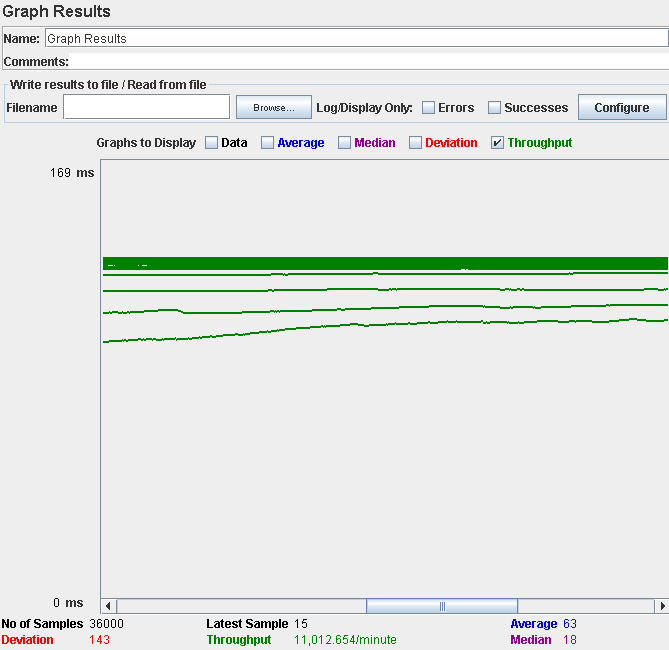 Graph Results
Name: Graph Results
Comments:
Write results to file / Read from file
Filename Browse... Log/Display Only: Errors Successes Configure
Graphs to Display Data Average Median Deviation Throughput
169 ms
0 ms
No of Samples 36000 Latest Sample 15 Average 63
Deviation 143 Throughput 11,012.654/minute Median 18